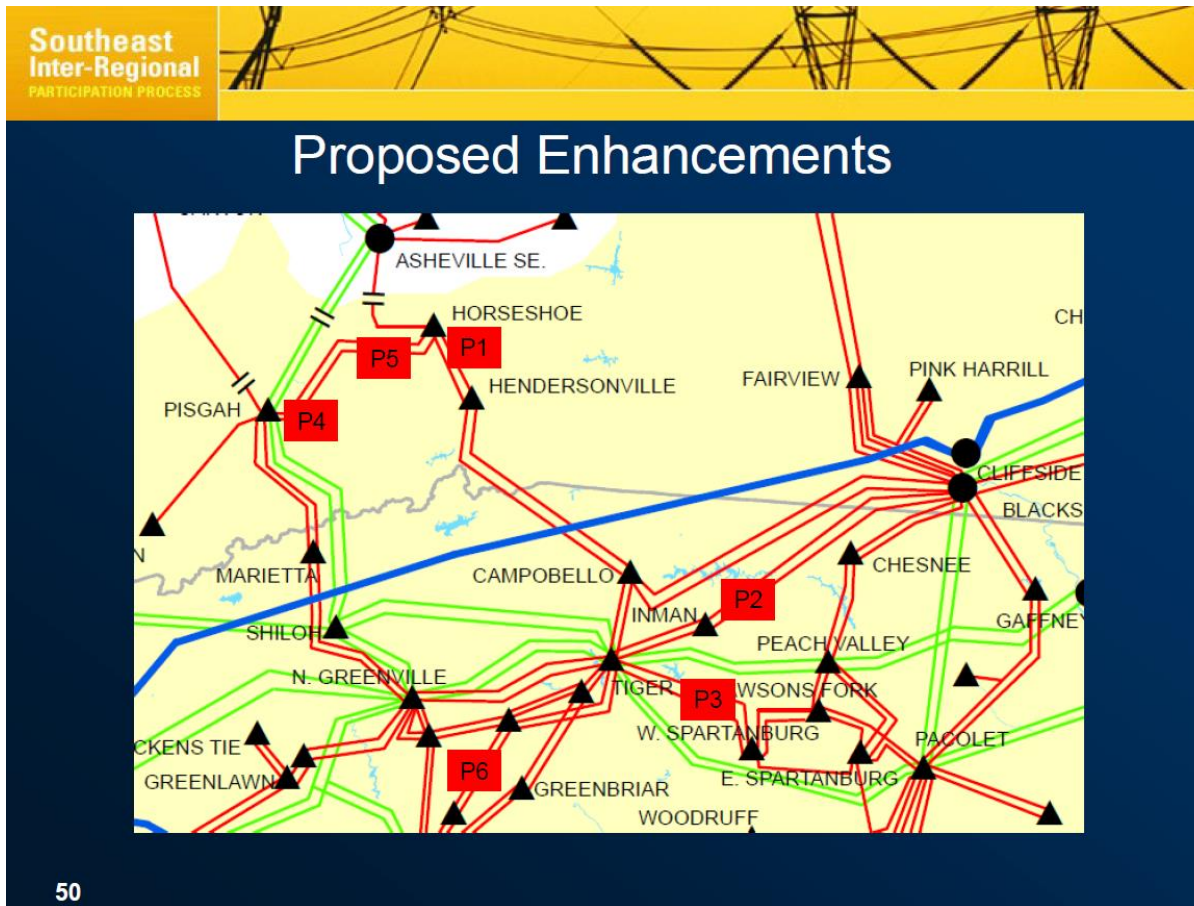 Southeast
Inter-Regional
PARTICIPATION PROCESS
Proposed Enhancements
ASHEVILLE SE.
HORSESHOE
CH
P1
P5
HENDERSONVILLE
FAIRVIEW
PINK HARRILL
PISGAH
P4
CLIFFSIDE
BLACKS
N
MARIETTA
CAMPOBELLO
CHESNEE
P2
INMAN
GAFFNEY
SHILOH
PEACH VALLEY
N. GREENVILLE
TIGER
P3
WSONS FORK
W. SPARTANBURG
PACOLET
CKENS TIE
P6
E. SPARTANBURG
GREENLAWN
GREENBRIAR
WOODRUFF
50